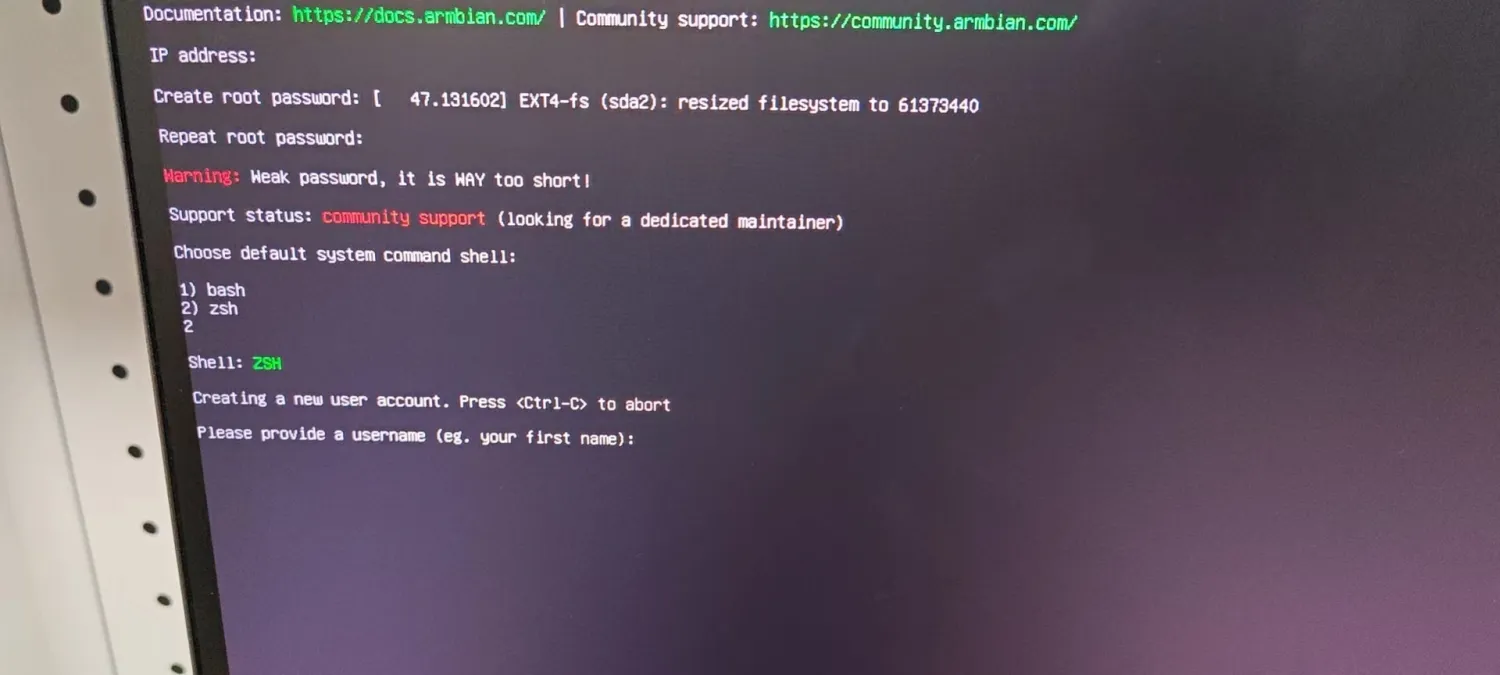 Documentation: https://docs.armbian.com/ | Community support: https://community.armbian.com/
IP address:
Create root password: [   47.131602] EXT4-fs (sda2): resized filesystem to 61373440
Repeat root password:
Warning: Weak password, it is WAY too short!
Support status: community support (looking for a dedicated maintainer)
Choose default system command shell:
1) bash
2) zsh
2
Shell: ZSH
Creating a new user account. Press <Ctrl-C> to abort
Please provide a username (eg. your first name):